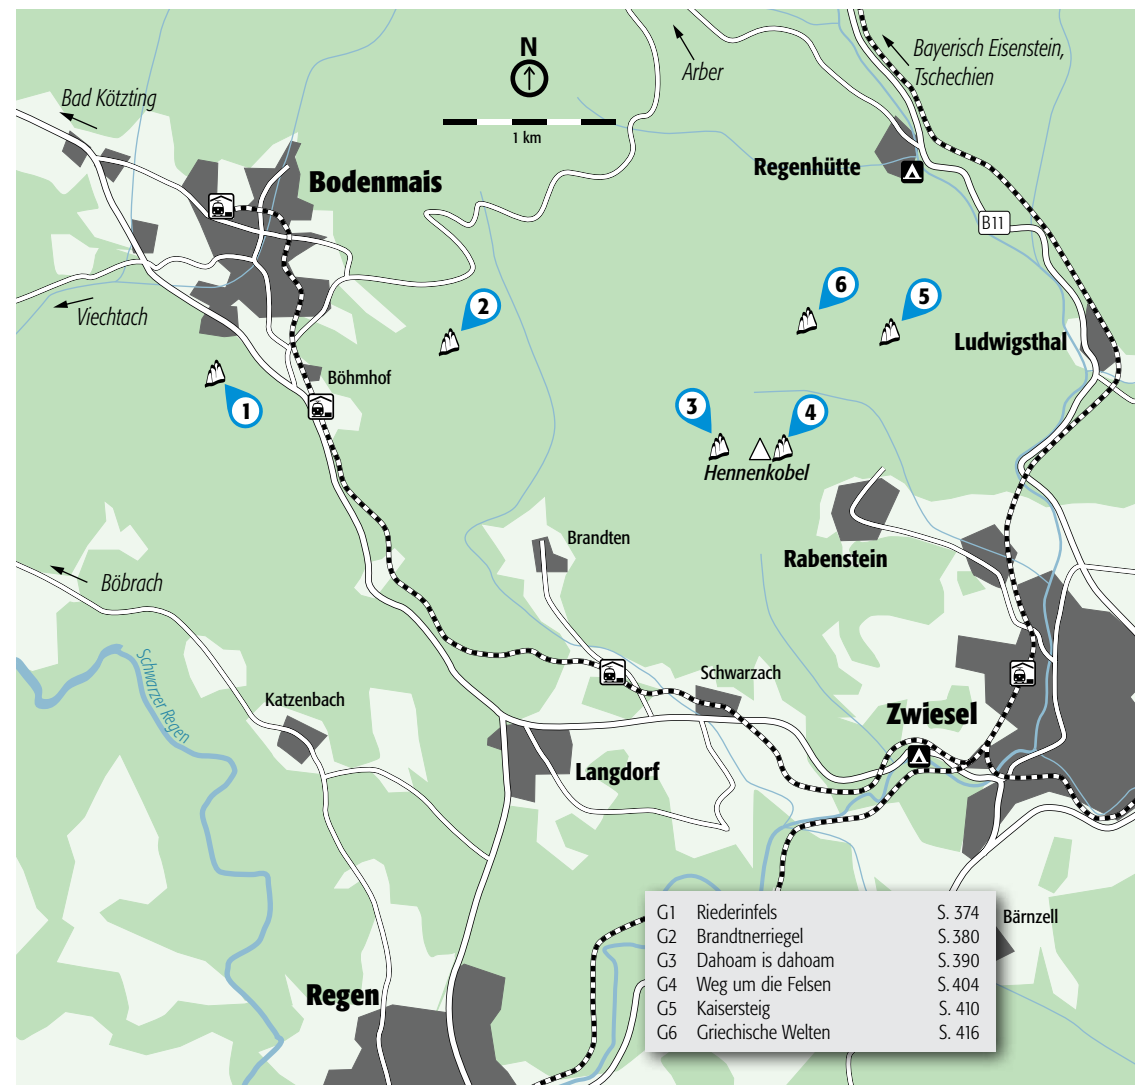 N
1 km
Bad Kötzting
Arber
Bayerisch Eisenstein,
Tschechien
Bodenmais
Regenhütte
B11
Viechtach
2
6
5
Ludwigsthal
Böhmhof
1
3
4
Hennenkobel
Brandten
Rabenstein
Böbrach
Schwarzer Regen
Katzenbach
Schwarzach
Zwiesel
Langdorf
Regen
Bärnzell
G1 Riederinfels S. 374
G2 Brandtnerriegel S. 380
G3 Dahoam is dahoam S. 390
G4 Weg um die Felsen S. 404
G5 Kaisersteig S. 410
G6 Griechische Welten S. 416